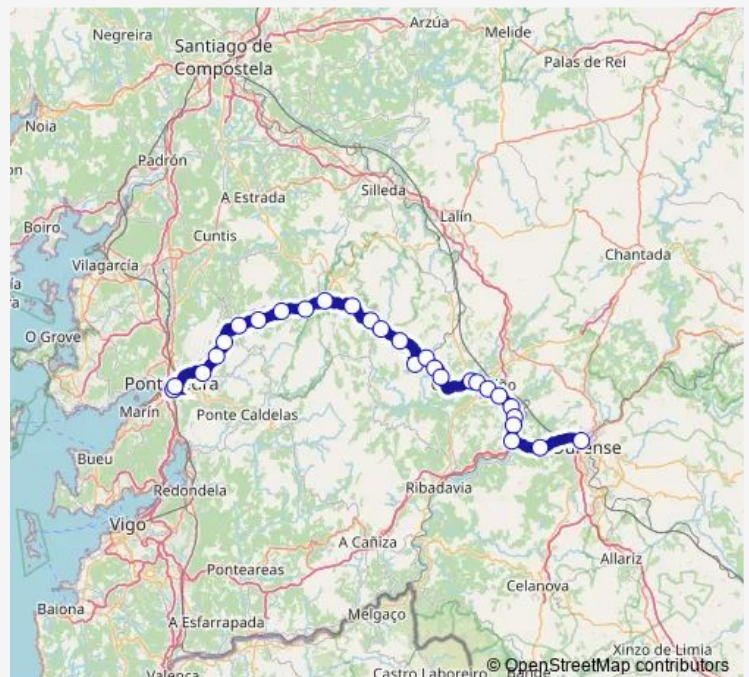 Negreira
Arzúa
Melide
Santiago de
Compostela
Palas de Rei
Noia
Padrón
Silleda
A Estrada
Lalín
Boiro
Cuntis
Vilagarcía
Chantada
O Grove
Marín
Ponte Caldelas
Bueu
Redondela
Ribadavia
Vigo
A Cañiza
Ponteareas
Allariz
Celanova
Baiona
A Esfarrapada
Melgaço
Xinzo de Limia
Valença
Castro Laboreiro
© OpenStreetMap contributors